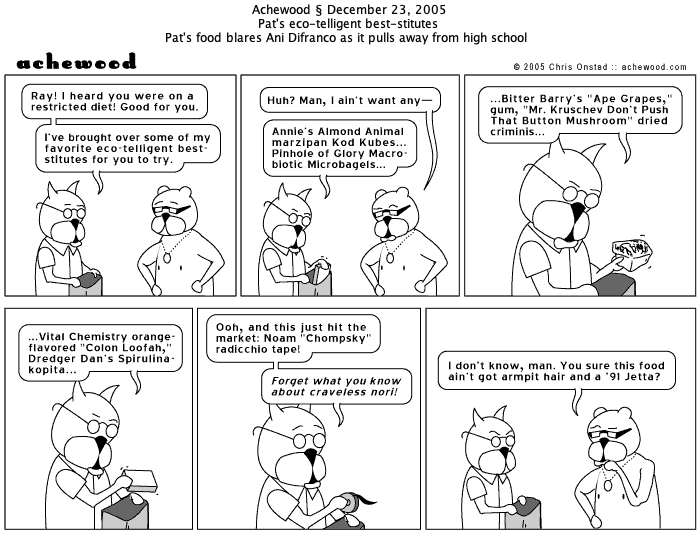 Achewood § December 23, 2005
Pat's eco-telligent best-stitutes
Pat's food blares Ani Difranco as it pulls away from high school
achewood
© 2005 Chris Onstad :: achewood.com
Ray! I heard you were on a
restricted diet! Good for you.
I've brought over some of my
favorite eco-telligent best-
stitutes for you to try.
Huh? Man, I ain't want any—
Annie's Almond Animal
marzipan Kod Kubes...
Pinhole of Glory Macro-
biotic Microbagels...
...Bitter Barry's "Ape Grapes,"
gum, "Mr. Kruschev Don't Push
That Button Mushroom" dried
criminis...
...Vital Chemistry orange-
flavored "Colon Loofah,"
Dredger Dan's Spirulina-
kopita...
Ooh, and this just hit the
market: Noam "Chompsky"
radicchio tape!
Forget what you know
about craveless nori!
I don't know, man. You sure this food
ain't got armpit hair and a '91 Jetta?